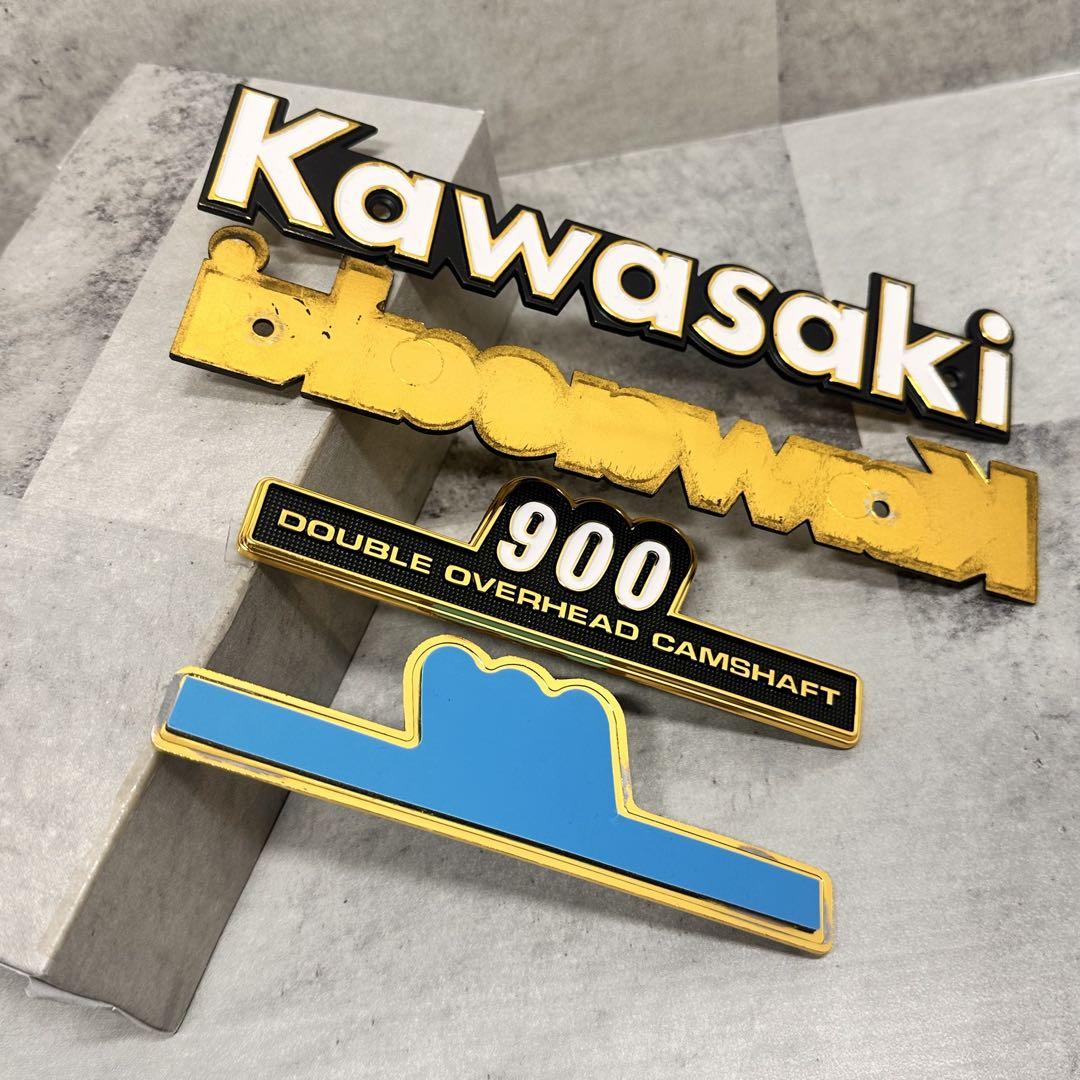 Kawasaki
900
DOUBLE OVERHEAD CAMSHAFT